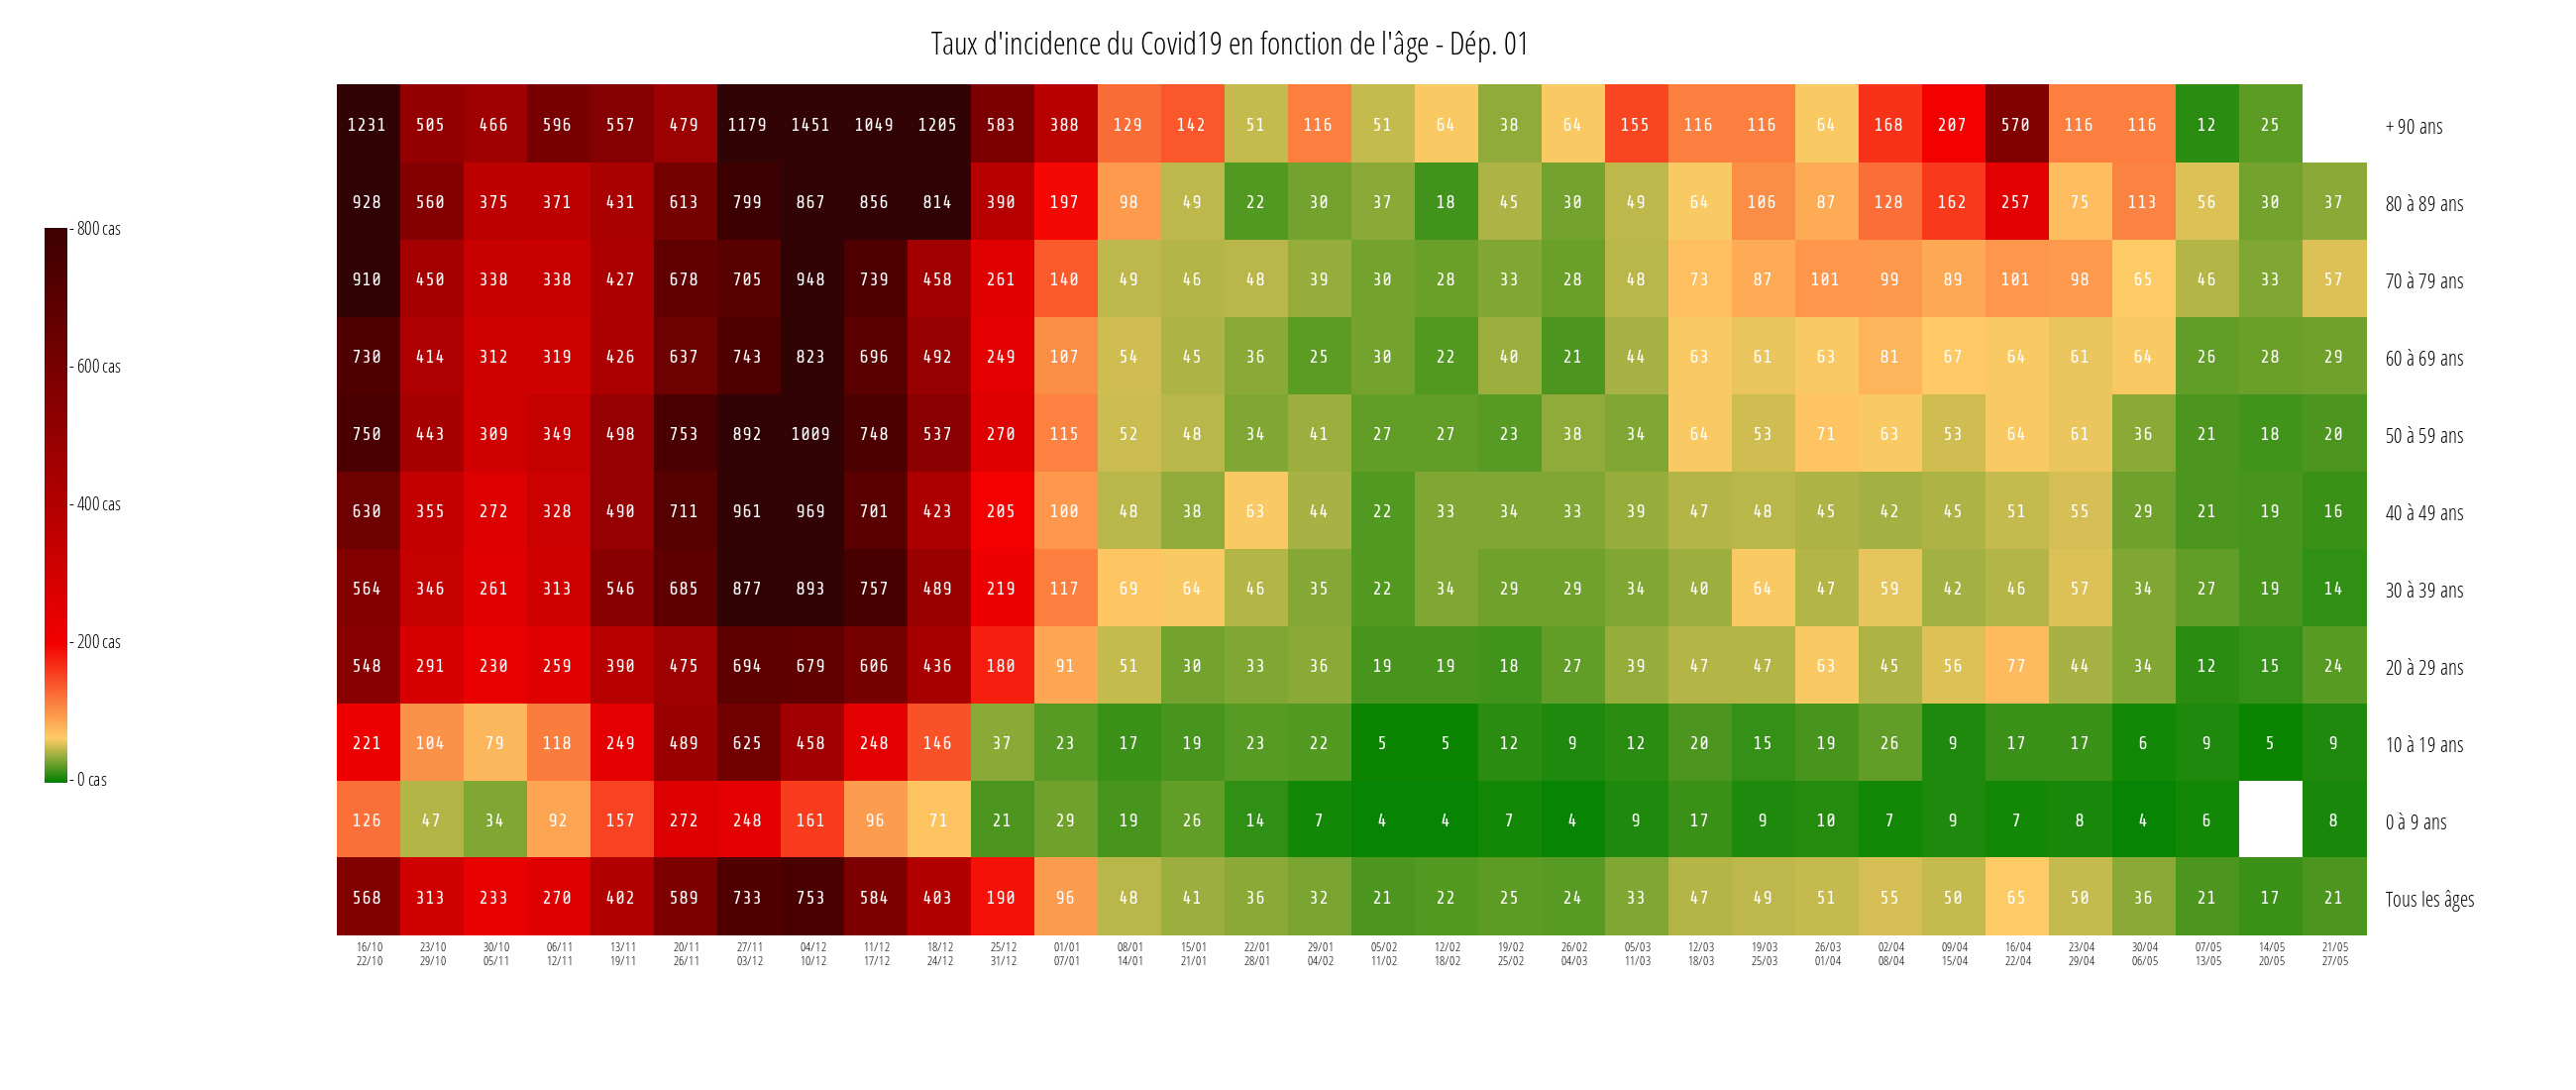 Taux d'incidence du Covid19 en fonction de l'âge - Dép. 01
- 800 cas
- 600 cas
- 400 cas
- 200 cas
- 0 cas
1231 505 466 596 557 479 1179 1451 1049 1205 583 388 129 142 51 116 51 64 38 64 155 116 116 64 168 207 570 116 116 12 25 + 90 ans
928 560 375 371 431 613 799 867 856 814 390 197 98 49 22 30 37 18 45 30 49 64 106 87 128 162 257 75 113 56 30 37 80 à 89 ans
910 450 338 338 427 678 705 948 739 458 261 140 49 46 48 39 30 28 33 28 48 73 87 101 99 89 101 98 65 46 33 57 70 à 79 ans
730 414 312 319 426 637 743 823 696 492 249 107 54 45 36 25 30 22 40 21 44 63 61 63 81 67 64 61 64 26 28 29 60 à 69 ans
750 443 309 349 498 753 892 1009 748 537 270 115 52 48 34 41 27 27 23 38 34 64 53 71 63 53 64 61 36 21 18 20 50 à 59 ans
630 355 272 328 490 711 961 969 701 423 205 100 48 38 63 44 22 33 34 33 39 47 48 45 42 45 51 55 29 21 19 16 40 à 49 ans
564 346 261 313 546 685 877 893 757 489 219 117 69 64 46 35 22 34 29 29 34 40 64 47 59 42 46 57 34 27 19 14 30 à 39 ans
548 291 230 259 390 475 694 679 606 436 180 91 51 30 33 36 19 19 18 27 39 47 47 63 45 56 77 44 34 12 15 24 20 à 29 ans
221 104 79 118 249 489 625 458 248 146 37 23 17 19 23 22 5 5 12 9 12 20 15 19 26 9 17 17 6 9 5 9 10 à 19 ans
126 47 34 92 157 272 248 161 96 71 21 29 19 26 14 7 4 4 7 4 9 17 9 10 7 9 7 8 4 6 8 0 à 9 ans
568 313 233 270 402 589 733 753 584 403 190 96 48 41 36 32 21 22 25 24 33 47 49 51 55 50 65 50 36 21 17 21 Tous les âges
16/10 23/10 30/10 06/11 13/11 20/11 27/11 04/12 11/12 18/12 25/12 01/01 08/01 15/01 22/01 29/01 05/02 12/02 19/02 26/02 05/03 12/03 19/03 26/03 02/04 09/04 16/04 23/04 30/04 07/05 14/05 21/05
22/10 29/10 05/11 12/11 19/11 26/11 03/12 10/12 17/12 24/12 31/12 07/01 14/01 21/01 28/01 04/02 11/02 18/02 25/02 04/03 11/03 18/03 25/03 01/04 08/04 15/04 22/04 29/04 06/05 13/05 20/05 27/05